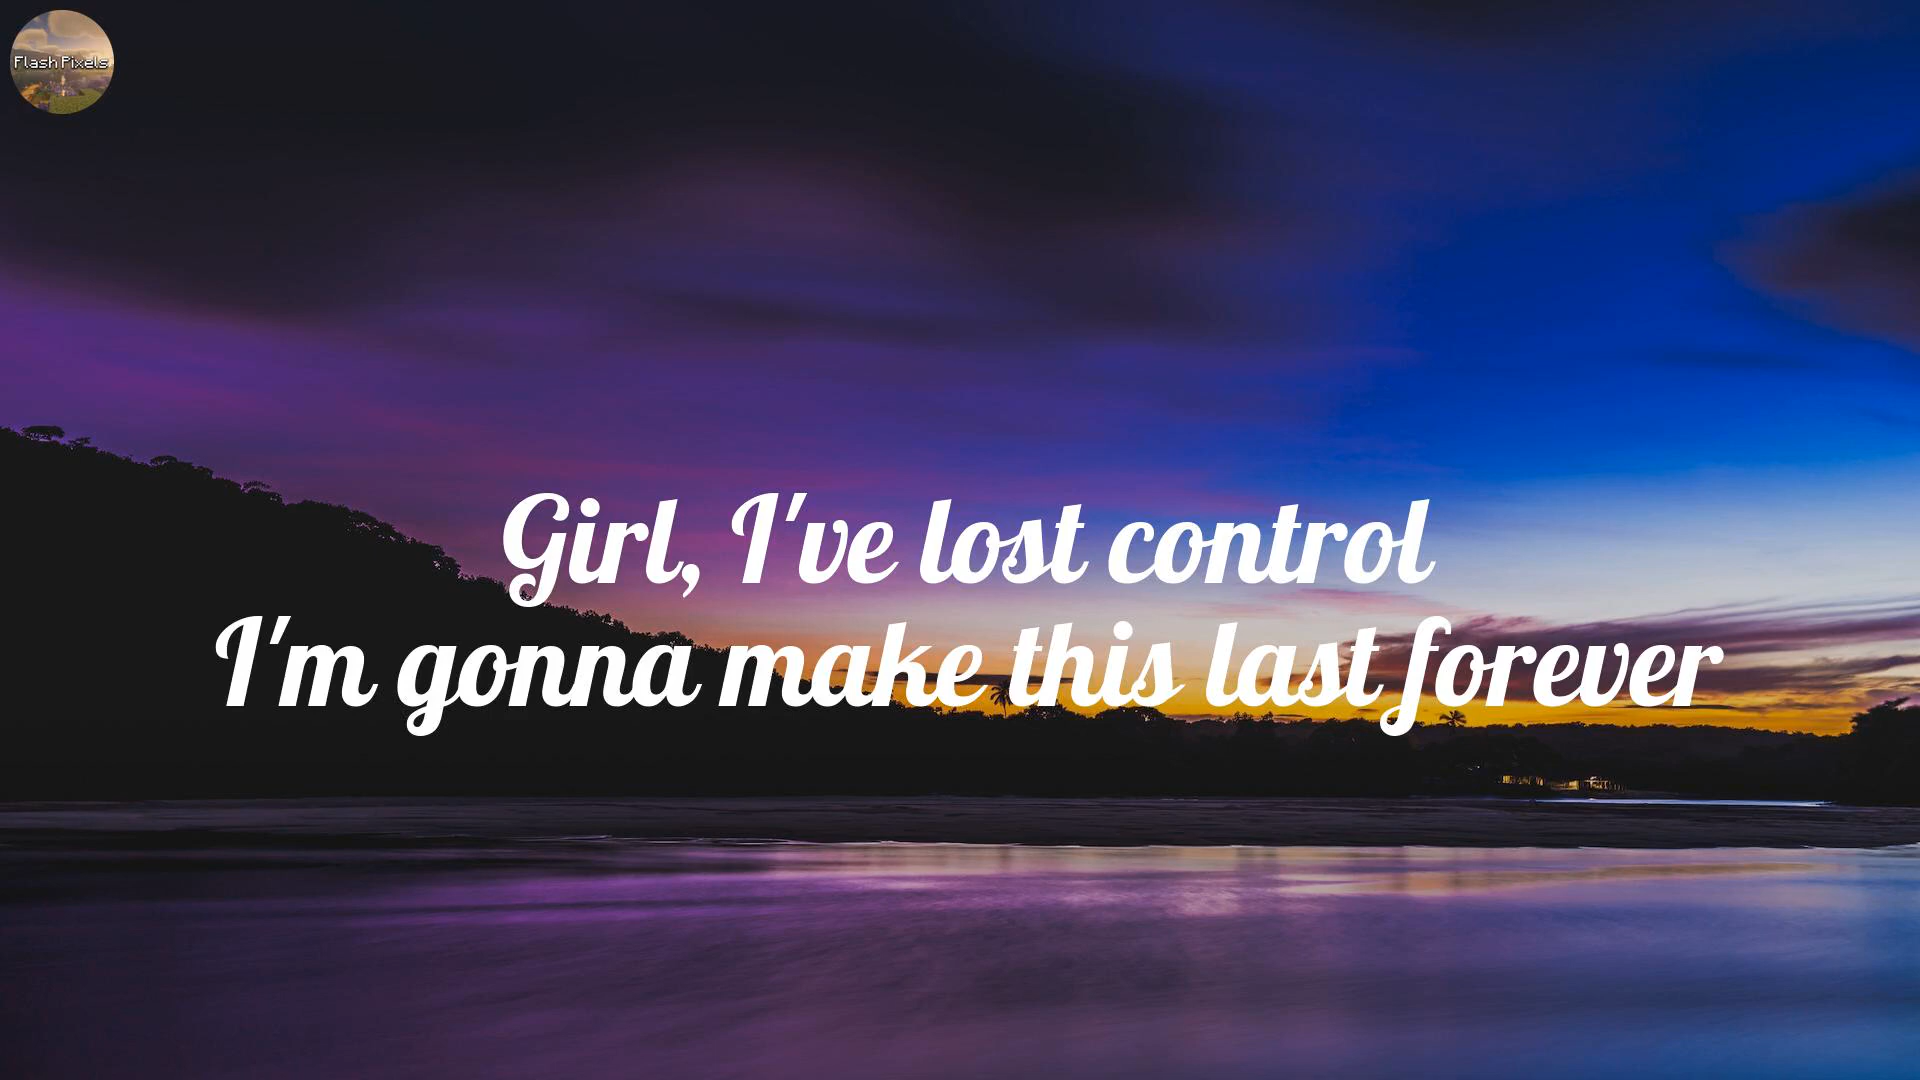 Flash Pixels
Girl, I've lost control
I'm gonna make this last forever